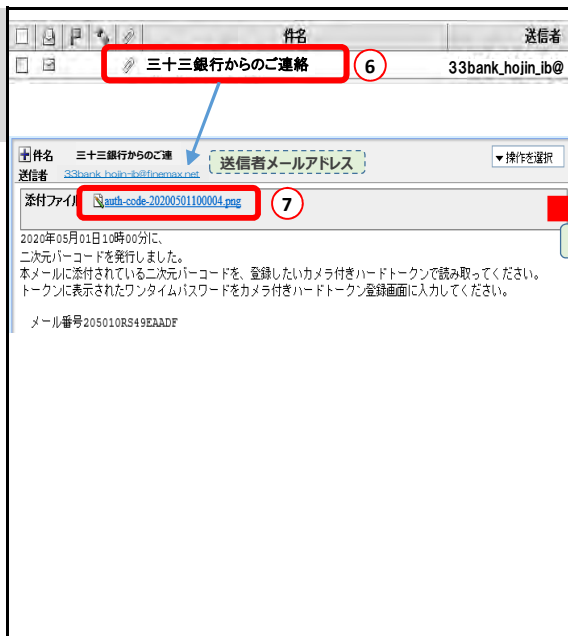 件名 送信者
三十三銀行からのご連絡 6 33bank_hojin_ib@
件名 三十三銀行からのご連
送信者メールアドレス
▼操作を選択
送信者 33bank_hojin-ib@finemax.net
添付ファイル auth-code-20200501100004.png 7
2020年05月01日10時00分に、
二次元バーコードを発行しました。
本メールに添付されている二次元バーコードを、登録したいカメラ付きハードトークンで読み取ってください。
トークンに表示されたワンタイムパスワードをカメラ付きハードトークン登録画面に入力してください。
メール番号205010RS49EAADF